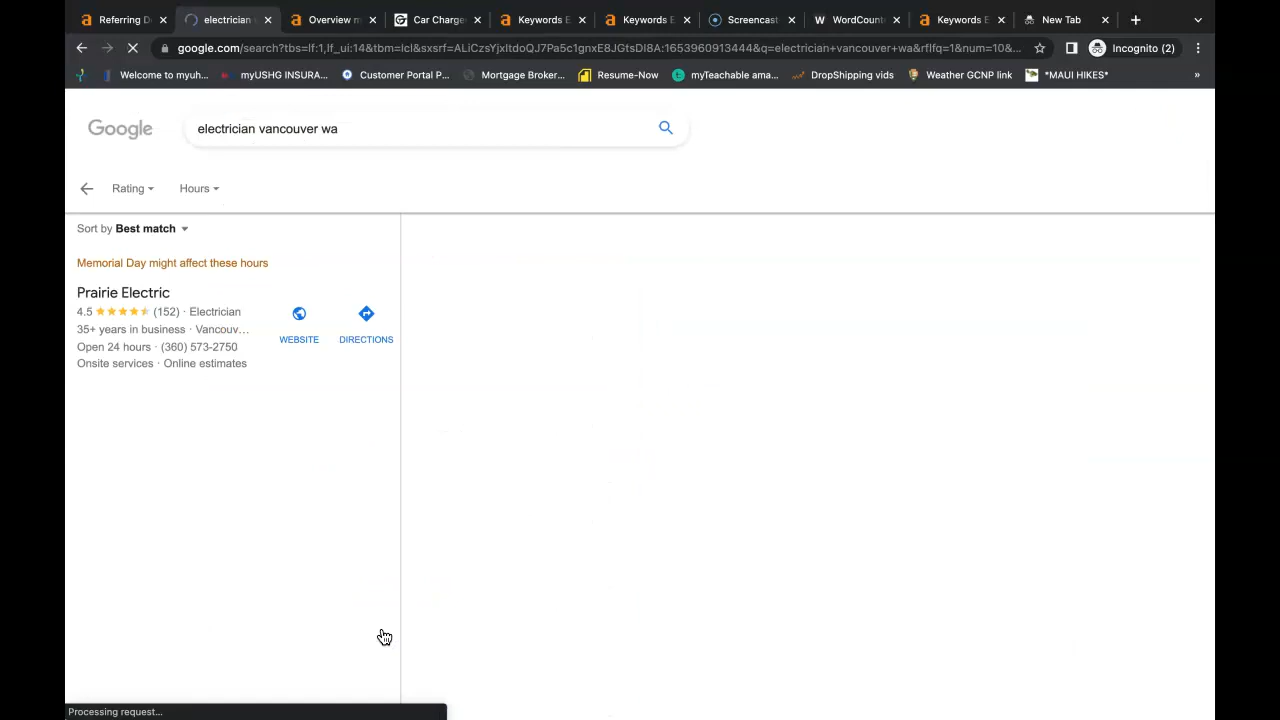 Referring D
electrician v
Overview m
Car Charge
Keywords E
Keywords E
Screencast
WordCount
Keywords E
New Tab
google.com/search?tbs=lf:1,lf_ui:14&tbm=lcl&sxsrf=ALiCzsYjxItdoQJ7Pa5c1gnxE8JGtsDI8A:1653960913444&q=electrician+vancouver+wa&rflfq=1&num=10&...
Incognito (2)
Welcome to myuh...
myUSHG INSURA...
Customer Portal P...
Mortgage Broker...
Resume-Now
myTeachable ama...
DropShipping vids
Weather GCNP link
*MAUI HIKES*
»
Google
electrician vancouver wa
Rating
Hours
Sort by Best match
Memorial Day might affect these hours
Prairie Electric
4.5 (152) · Electrician
35+ years in business · Vancouv...
Open 24 hours · (360) 573-2750
Onsite services · Online estimates
WEBSITE
DIRECTIONS
Processing request...